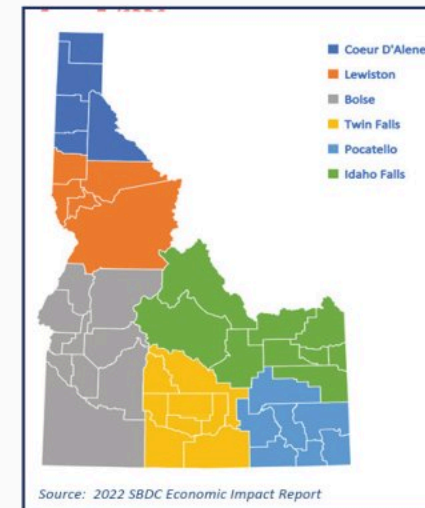 Coeur D'Alene
Lewiston
Boise
Twin Falls
Pocatello
Idaho Falls
Source: 2022 SBDC Economic Impact Report